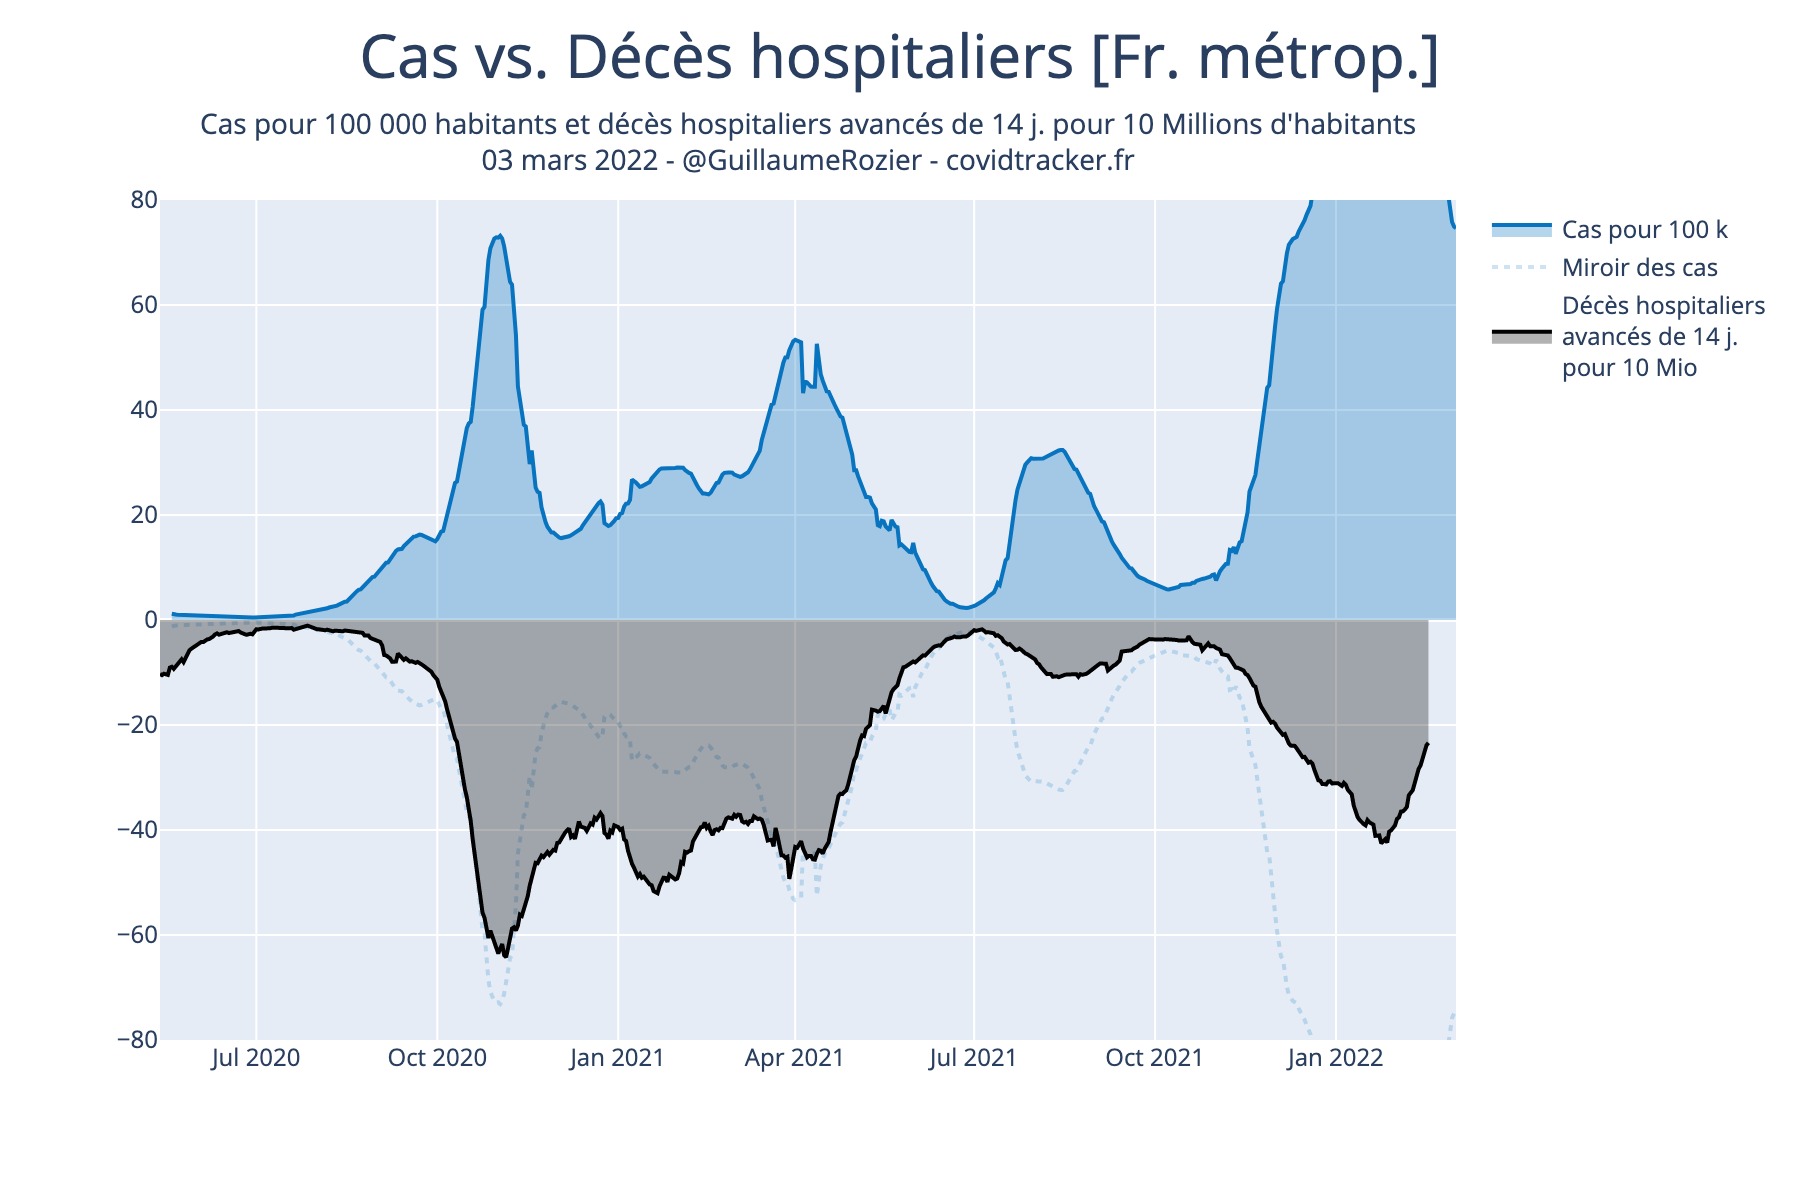 Cas vs. Décès hospitaliers [Fr. métrop.]
Cas pour 100 000 habitants et décès hospitaliers avancés de 14 j. pour 10 Millions d'habitants
03 mars 2022 - @GuillaumeRozier - covidtracker.fr
80
60
40
20
0
−20
−40
−60
−80
Jul 2020
Oct 2020
Jan 2021
Apr 2021
Jul 2021
Oct 2021
Jan 2022
Cas pour 100 k
Miroir des cas
Décès hospitaliers
avancés de 14 j.
pour 10 Mio